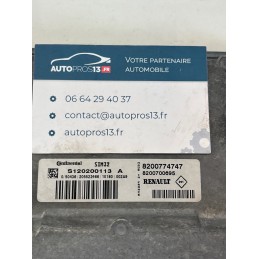 AUTOPROS13.FR
VOTRE PARTENAIRE
AUTOMOBILE
06 64 29 40 37
contact@autopros13.fr
autopros13.fr
Continental SIM32
S120200113 A
8200774747
8200700695
RENAULT